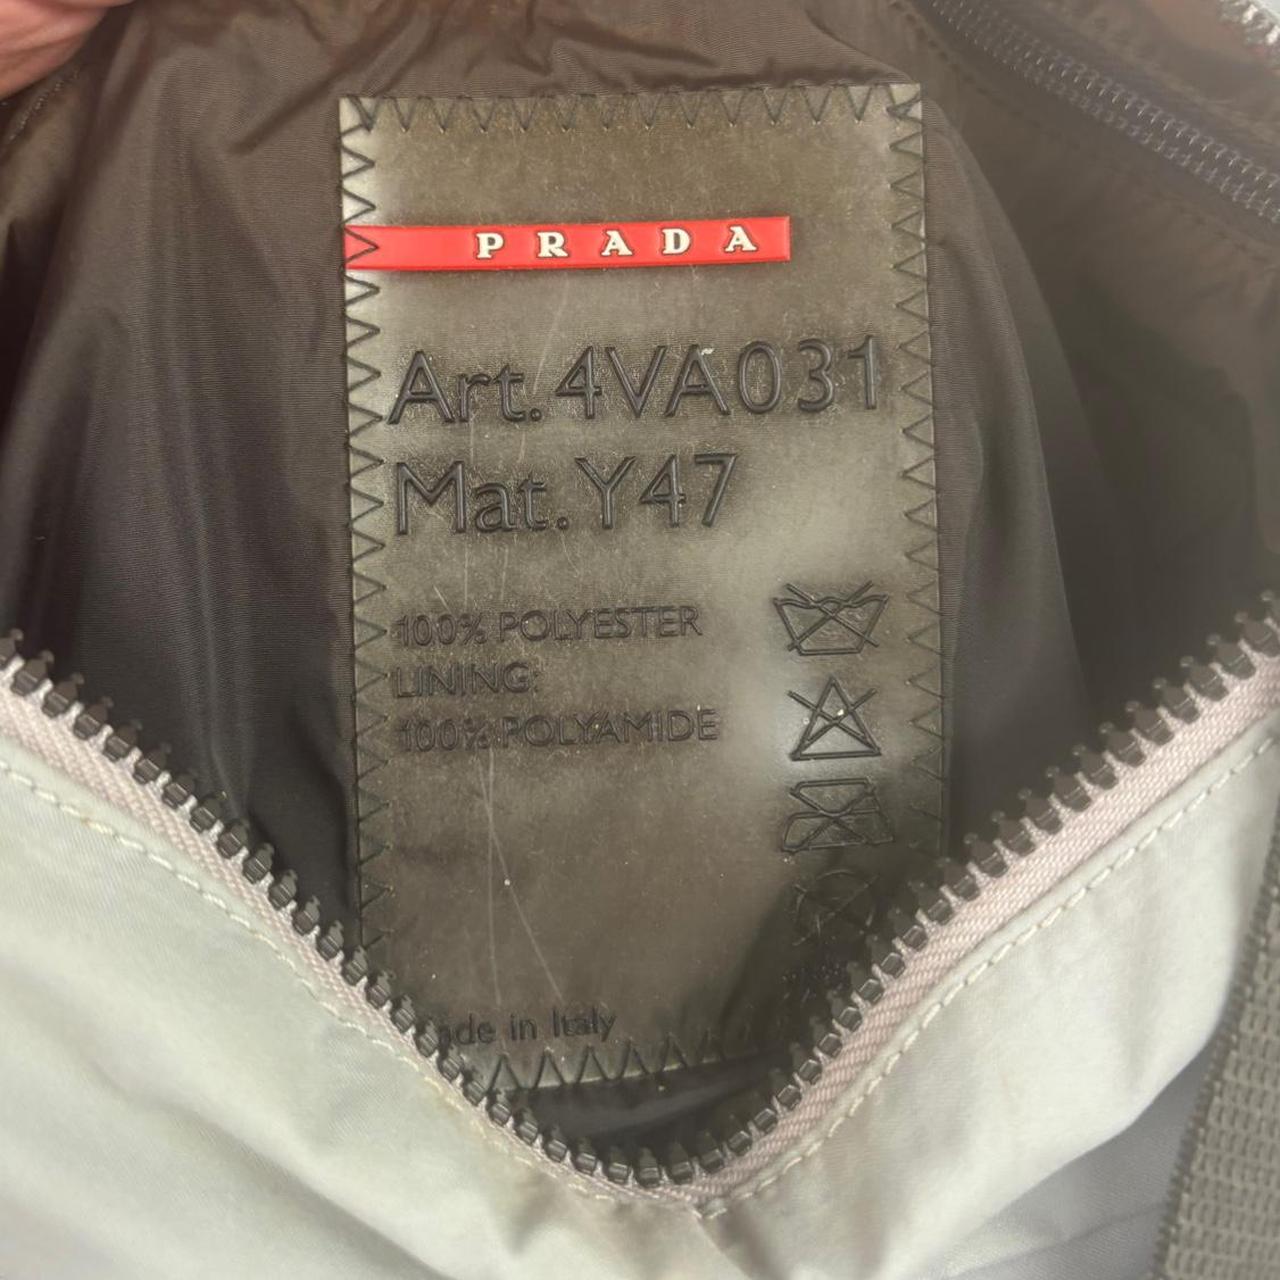 PRADA
Art. 4VA031
Mat. Y47
100% POLYESTER
LINING:
100% POLYAMIDE
ade in Italy